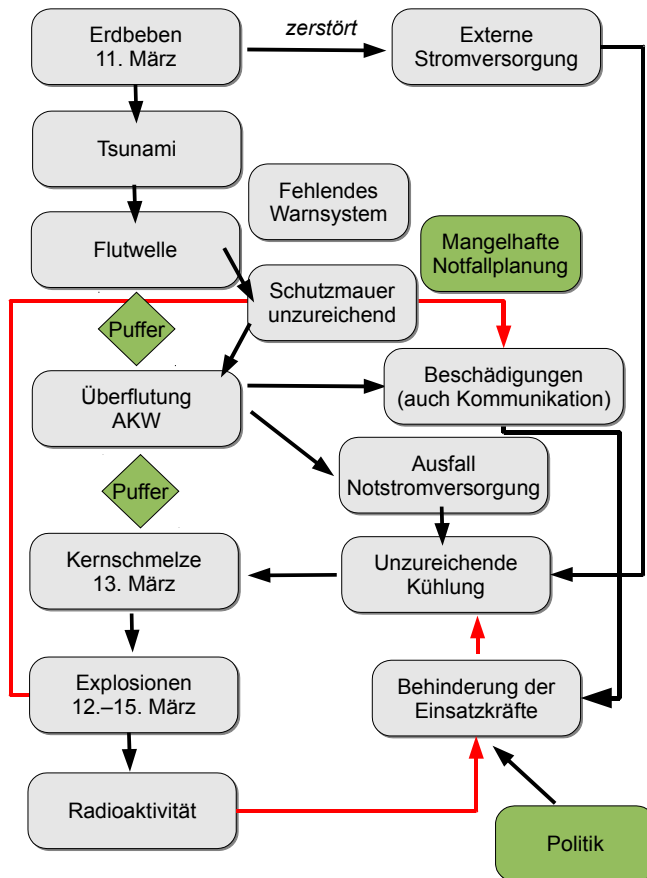 Erdbeben
11. März
zerstört
Externe
Stromversorgung
Tsunami
Fehlendes
Warnsystem
Flutwelle
Mangelhafte
Notfallplanung
Schutzmauer
unzureichend
Puffer
Überflutung
AKW
Beschädigungen
(auch Kommunikation)
Ausfall
Notstromversorgung
Puffer
Kernschmelze
13. März
Unzureichende
Kühlung
Explosionen
12.–15. März
Behinderung der
Einsatzkräfte
Radioaktivität
Politik